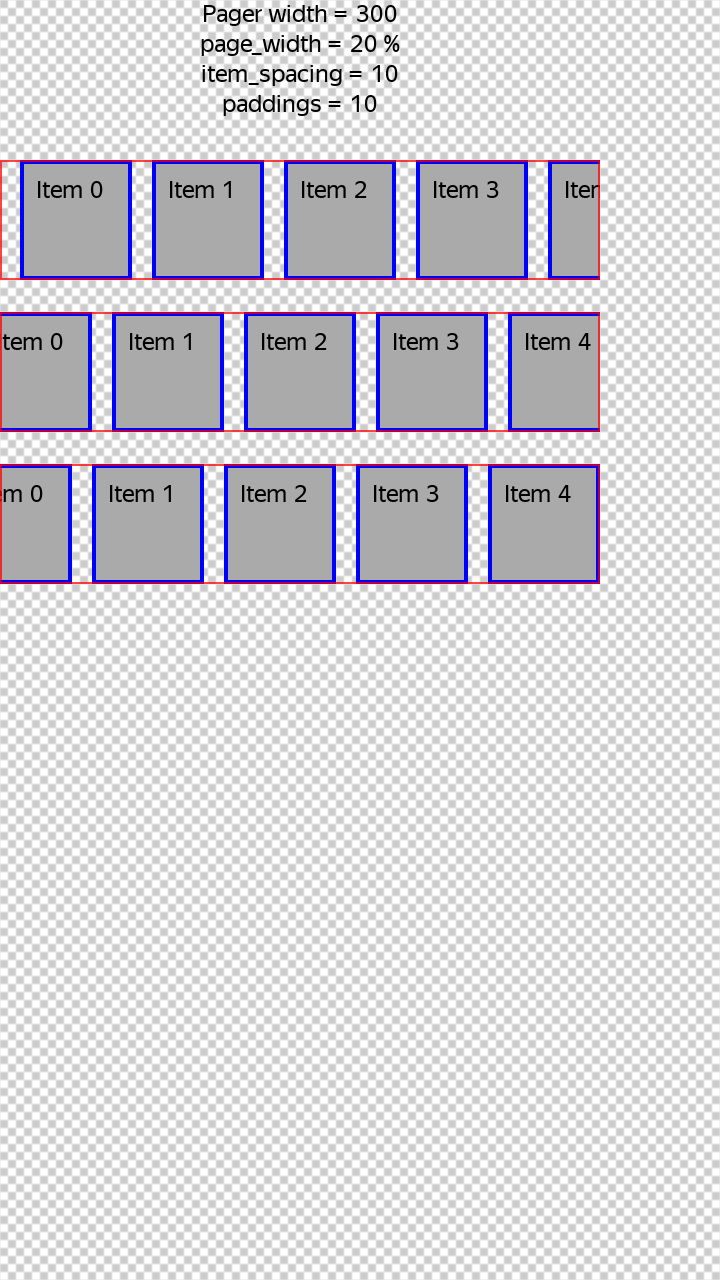 Pager width = 300
page_width = 20 %
item_spacing = 10
paddings = 10
Item 0 Item 1 Item 2 Item 3 Iter
tem 0 Item 1 Item 2 Item 3 Item 4
m 0 Item 1 Item 2 Item 3 Item 4